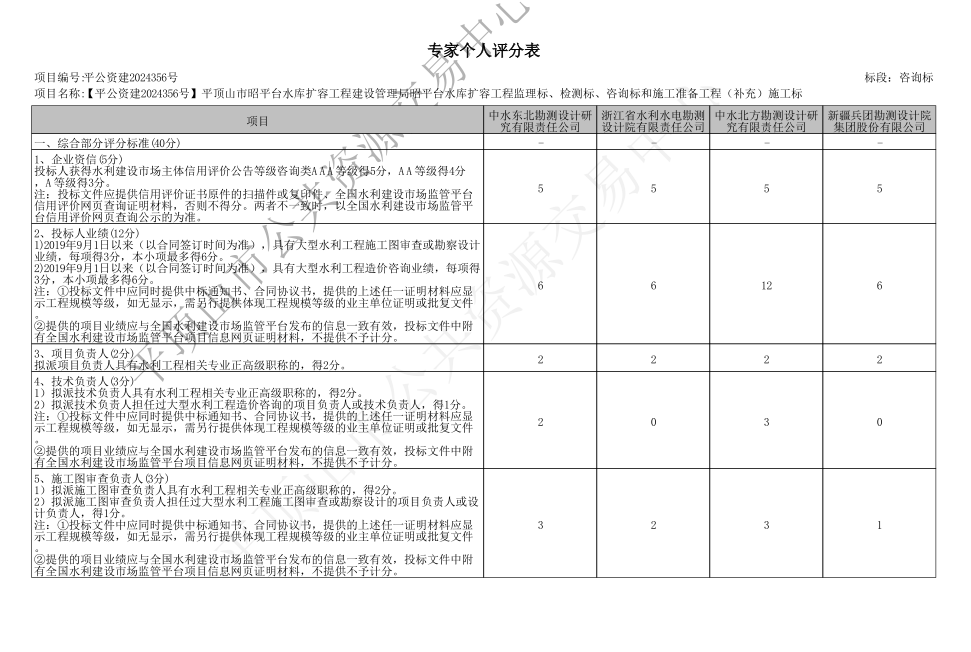 专家个人评分表
项目编号:平公资建2024356号 标段：咨询标
项目名称:【平公资建2024356号】平顶山市昭平台水库扩容工程建设管理局昭平台水库扩容工程监理标、检测标、咨询标和施工准备工程（补充）施工标
项目 中水东北勘测设计研究有限责任公司 浙江省水利水电勘测设计院有限责任公司 中水北方勘测设计研究有限责任公司 新疆兵团勘测设计院集团股份有限公司
一、综合部分评分标准(40分) - - - -
1、企业资信(5分)
投标人获得水利建设市场主体信用评价公告等级咨询类AAA等级得5分，AA等级得4分
，A等级得3分。
注：投标文件应提供信用评价证书原件的扫描件或复印件、全国水利建设市场监管平台
信用评价网页查询证明材料，否则不得分。两者不一致时，以全国水利建设市场监管平
台信用评价网页查询公示的为准。
5 5 5 5
2、投标人业绩(12分)
1)2019年9月1日以来（以合同签订时间为准），具有大型水利工程施工图审查或勘察设计
业绩，每项得3分，本小项最多得6分。
2)2019年9月1日以来（以合同签订时间为准），具有大型水利工程造价咨询业绩，每项得
3分，本小项最多得6分。
注：①投标文件中应同时提供中标通知书、合同协议书，提供的上述任一证明材料应显
示工程规模等级，如无显示，需另行提供体现工程规模等级的业主单位证明或批复文件
。
②提供的项目业绩应与全国水利建设市场监管平台发布的信息一致有效，投标文件中附
有全国水利建设市场监管平台项目信息网页证明材料，不提供不予计分。
6 6 12 6
3、项目负责人(2分)
拟派项目负责人具有水利工程相关专业正高级职称的，得2分。
2 2 2 2
4、技术负责人(3分)
1）拟派技术负责人具有水利工程相关专业正高级职称的，得2分。
2）拟派技术负责人担任过大型水利工程造价咨询的项目负责人或技术负责人，得1分。
注：①投标文件中应同时提供中标通知书、合同协议书，提供的上述任一证明材料应显
示工程规模等级，如无显示，需另行提供体现工程规模等级的业主单位证明或批复文件
。
②提供的项目业绩应与全国水利建设市场监管平台发布的信息一致有效，投标文件中附
有全国水利建设市场监管平台项目信息网页证明材料，不提供不予计分。
2 0 3 0
5、施工图审查负责人(3分)
1）拟派施工图审查负责人具有水利工程相关专业正高级职称的，得2分。
2）拟派施工图审查负责人担任过大型水利工程施工图审查或勘察设计的项目负责人或设
计负责人，得1分。
注：①投标文件中应同时提供中标通知书、合同协议书，提供的上述任一证明材料应显
示工程规模等级，如无显示，需另行提供体现工程规模等级的业主单位证明或批复文件
。
②提供的项目业绩应与全国水利建设市场监管平台发布的信息一致有效，投标文件中附
有全国水利建设市场监管平台项目信息网页证明材料，不提供不予计分。
3 2 3 1
平顶山市公共资源交易中心
平顶山市公共资源交易中